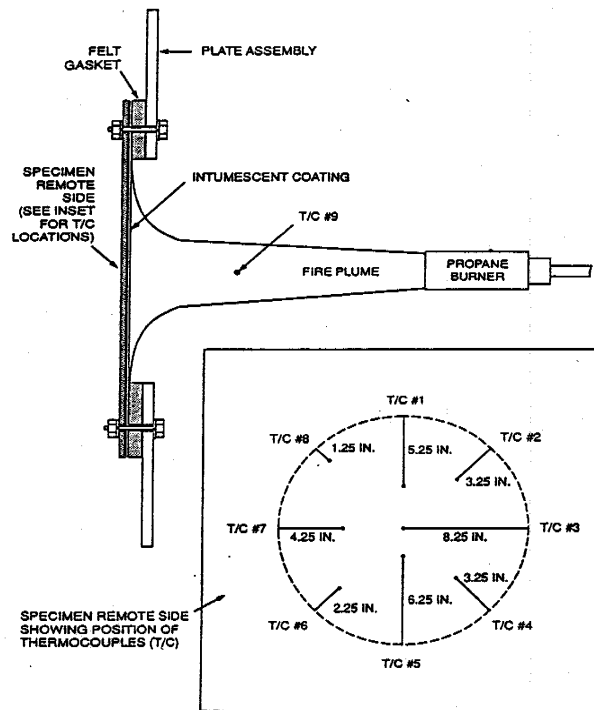 FELT
GASKET
PLATE ASSEMBLY
SPECIMEN
REMOTE
SIDE
(SEE INSET
FOR T/C
LOCATIONS)
INTUMESCENT COATING
T/C #9
FIRE PLUME
PROPANE
BURNER
T/C #1
T/C #8
1.25 IN.
5.25 IN.
T/C #2
3.25 IN.
T/C #7
4.25 IN.
8.25 IN.
T/C #3
2.25 IN.
6.25 IN.
3.25 IN.
T/C #6
T/C #4
T/C #5
SPECIMEN REMOTE SIDE
SHOWING POSITION OF
THERMOCOUPLES (T/C)